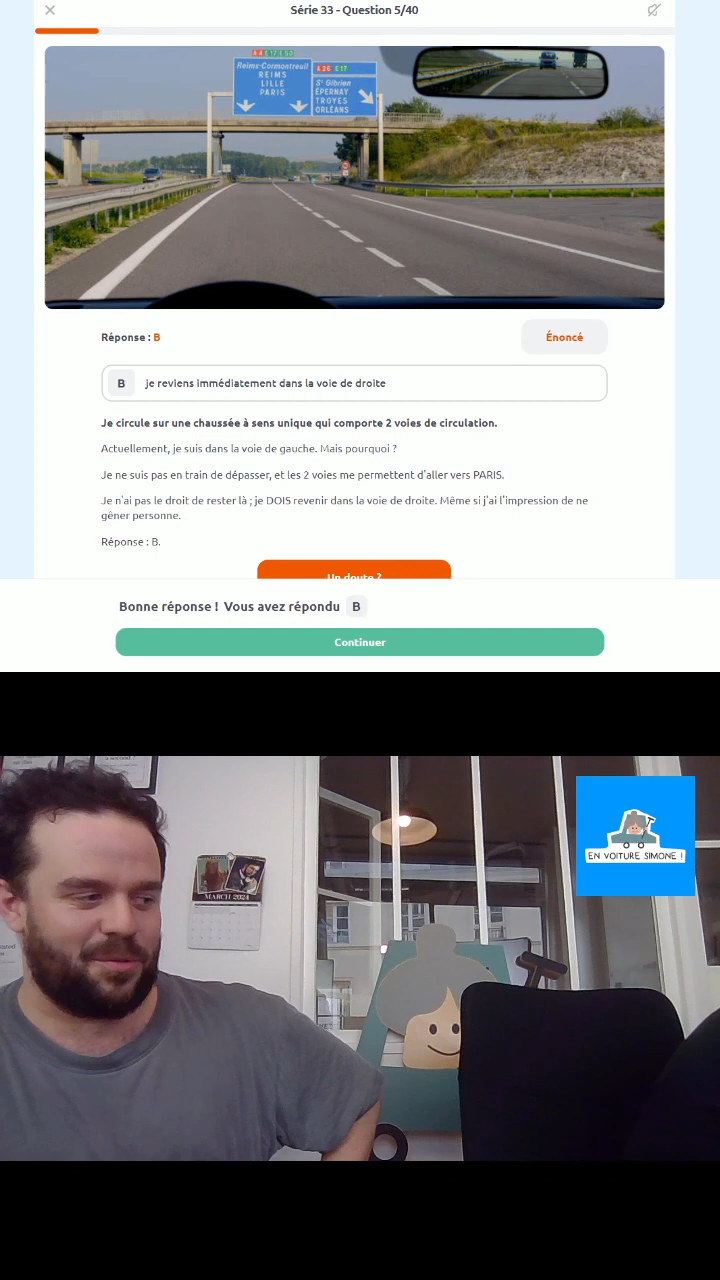 Série 33 - Question 5/40
A4 E17 E50
Reims-Cormontreuil
REIMS
LILLE
PARIS
A26 E17
St Gibrien
ÉPERNAY
TROYES
ORLÉANS
Réponse : B
Énoncé
B je reviens immédiatement dans la voie de droite
Je circule sur une chaussée à sens unique qui comporte 2 voies de circulation.
Actuellement, je suis dans la voie de gauche. Mais pourquoi ?
Je ne suis pas en train de dépasser, et les 2 voies me permettent d'aller vers PARIS.
Je n'ai pas le droit de rester là ; je DOIS revenir dans la voie de droite. Même si j'ai l'impression de ne
gêner personne.
Réponse : B.
Un doute ?
Bonne réponse ! Vous avez répondu B
Continuer
EN VOITURE SIMONE !
MARCH 2024